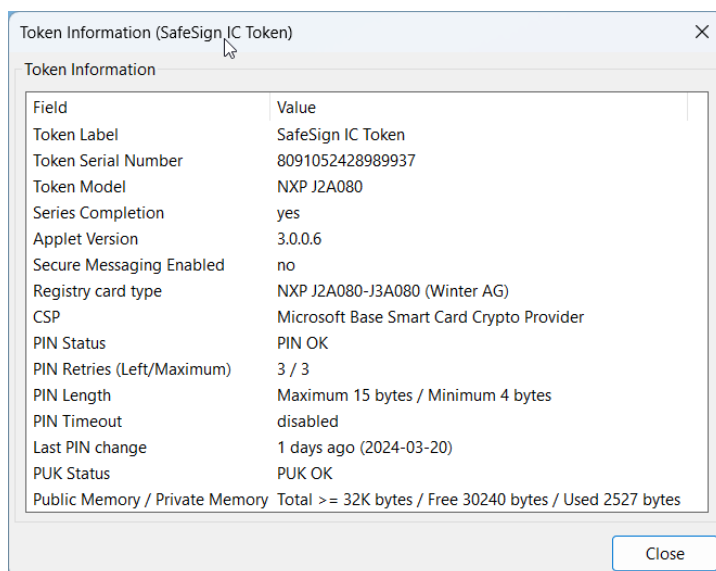 Token Information (SafeSign IC Token)
Token Information
Field Value
Token Label SafeSign IC Token
Token Serial Number 8091052428989937
Token Model NXP J2A080
Series Completion yes
Applet Version 3.0.0.6
Secure Messaging Enabled no
Registry card type NXP J2A080-J3A080 (Winter AG)
CSP Microsoft Base Smart Card Crypto Provider
PIN Status PIN OK
PIN Retries (Left/Maximum) 3 / 3
PIN Length Maximum 15 bytes / Minimum 4 bytes
PIN Timeout disabled
Last PIN change 1 days ago (2024-03-20)
PUK Status PUK OK
Public Memory / Private Memory Total >= 32K bytes / Free 30240 bytes / Used 2527 bytes
Close